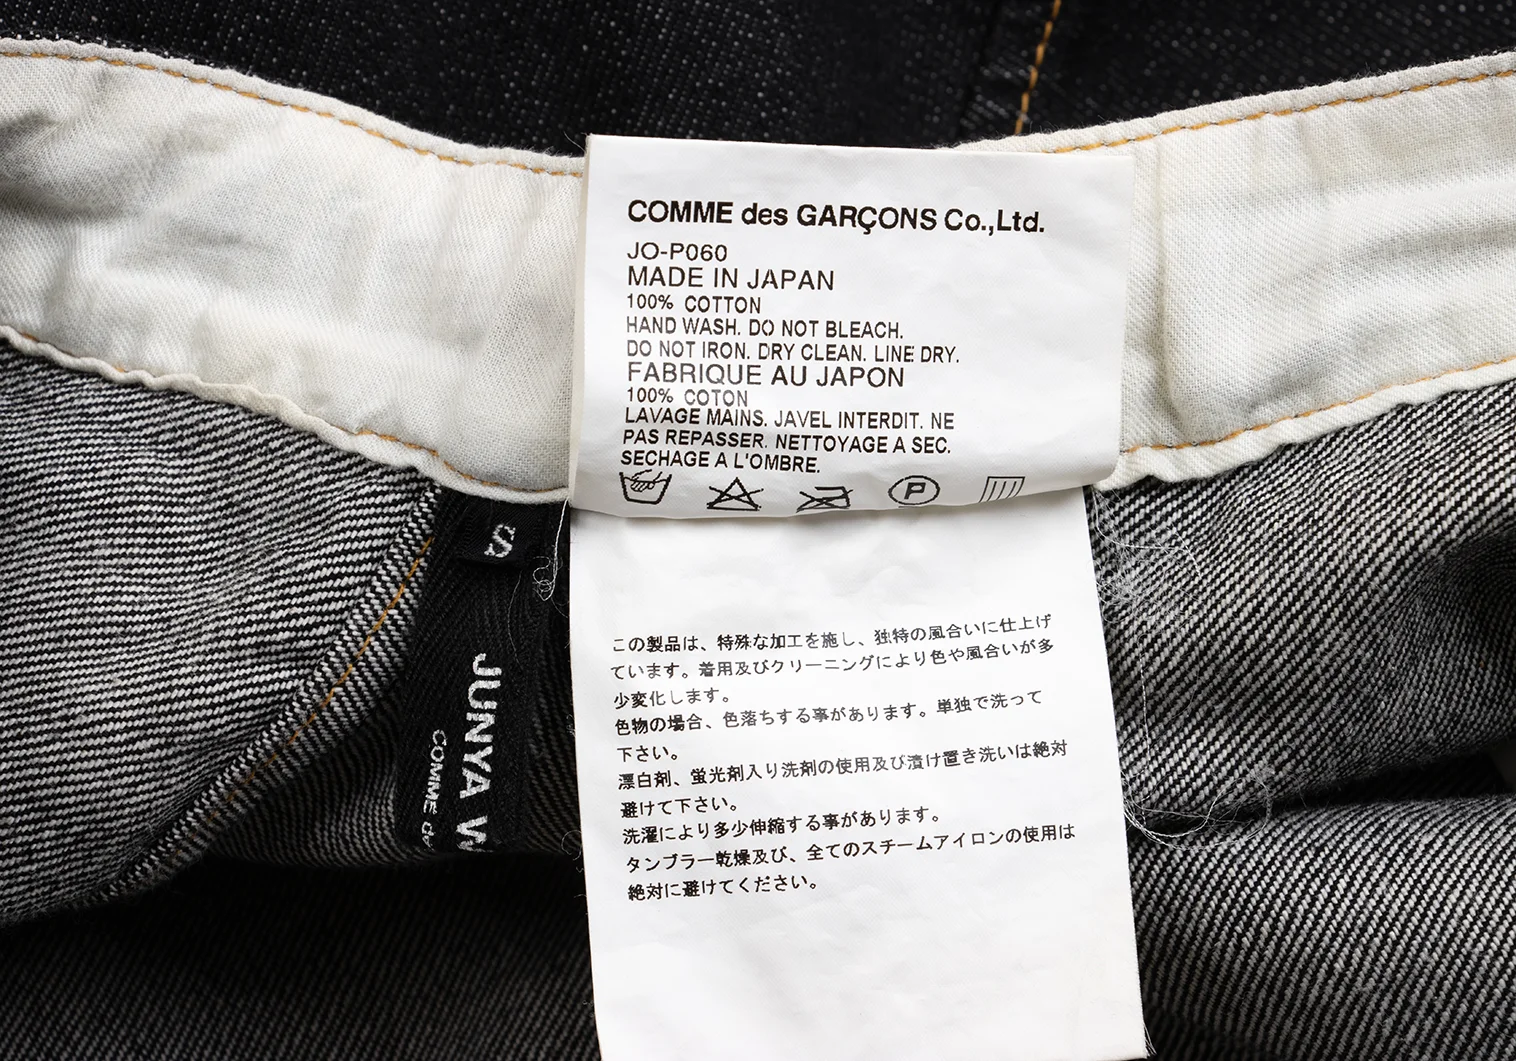 COMME des GARÇONS Co.,Ltd.
JO-P060
MADE IN JAPAN
100% COTTON
HAND WASH. DO NOT BLEACH.
DO NOT IRON. DRY CLEAN. LINE DRY.
FABRIQUE AU JAPON
100% COTON
LAVAGE MAINS. JAVEL INTERDIT. NE
PAS REPASSER. NETTOYAGE A SEC.
SECHAGE A L'OMBRE.
P
S
JUNYA W
COMME de
この製品は、特殊な加工を施し、独特の風合いに仕上げ
ています。着用及びクリーニングにより色や風合いが多
少変化します。
色物の場合、色落ちする事があります。単独で洗って
下さい。
漂白剤、蛍光剤入り洗剤の使用及び漬け置き洗いは絶対
避けて下さい。
洗濯により多少伸縮する事があります。
タンブラー乾燥及び、全てのスチームアイロンの使用は
絶対に避けてください。